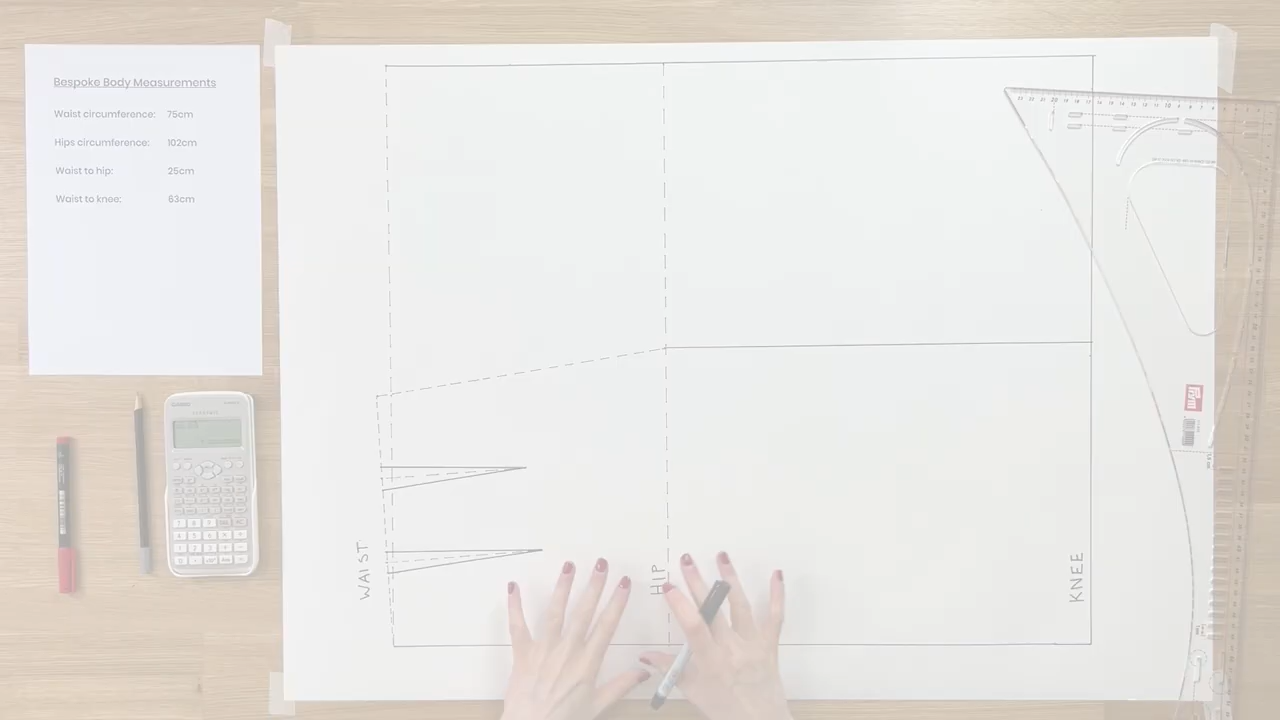 Bespoke Body Measurements
Waist circumference: 75cm
Hips circumference: 102cm
Waist to hip: 25cm
Waist to knee: 63cm
WAIST
HIP
KNEE
Prym